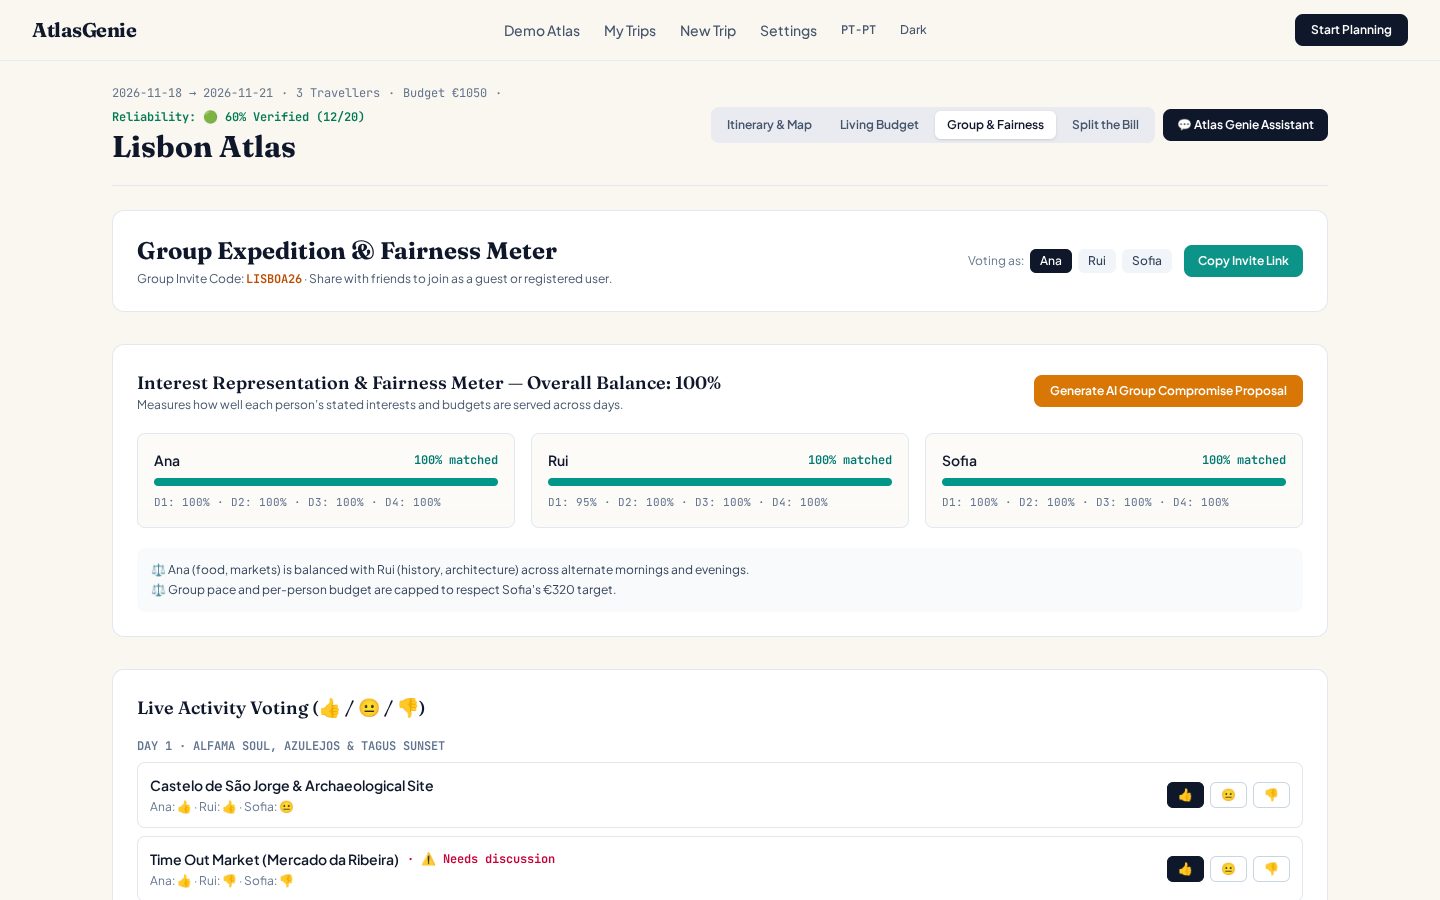 AtlasGenie
Demo Atlas
My Trips
New Trip
Settings
PT-PT
Dark
Start Planning
2026-11-18 → 2026-11-21 · 3 Travellers · Budget €1050 ·
Reliability: 🟢 60% Verified (12/20)
Lisbon Atlas
Itinerary & Map
Living Budget
Group & Fairness
Split the Bill
💬 Atlas Genie Assistant
Group Expedition & Fairness Meter
Group Invite Code: LISBOA26 · Share with friends to join as a guest or registered user.
Voting as:
Ana
Rui
Sofia
Copy Invite Link
Interest Representation & Fairness Meter — Overall Balance: 100%
Measures how well each person's stated interests and budgets are served across days.
Generate AI Group Compromise Proposal
Ana
100% matched
D1: 100% · D2: 100% · D3: 100% · D4: 100%
Rui
100% matched
D1: 95% · D2: 100% · D3: 100% · D4: 100%
Sofia
100% matched
D1: 100% · D2: 100% · D3: 100% · D4: 100%
⚖️ Ana (food, markets) is balanced with Rui (history, architecture) across alternate mornings and evenings.
⚖️ Group pace and per-person budget are capped to respect Sofia's €320 target.
Live Activity Voting (👍 / 😐 / 👎)
DAY 1 · ALFAMA SOUL, AZULEJOS & TAGUS SUNSET
Castelo de São Jorge & Archaeological Site
Ana: 👍 · Rui: 👍 · Sofia: 😐
Time Out Market (Mercado da Ribeira) · ⚠️ Needs discussion
Ana: 👍 · Rui: 👎 · Sofia: 👎